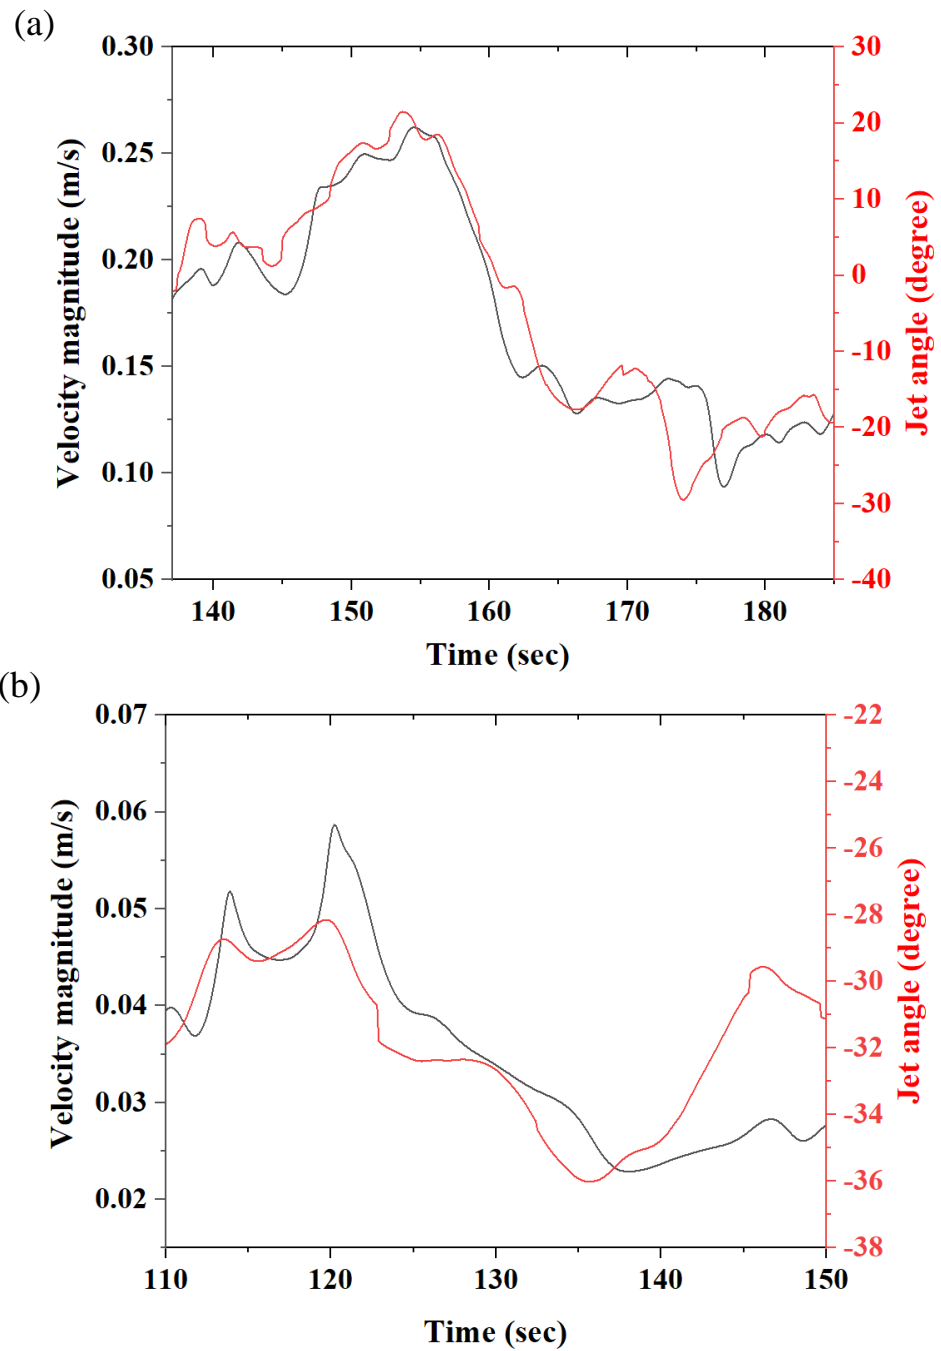 (a)
0.30
0.25
0.20
0.15
0.10
0.05
Velocity magnitude (m/s)
30
20
10
0
-10
-20
-30
-40
Jet angle (degree)
140 150 160 170 180
Time (sec)
(b)
0.07
0.06
0.05
0.04
0.03
0.02
Velocity magnitude (m/s)
-22
-24
-26
-28
-30
-32
-34
-36
-38
Jet angle (degree)
110 120 130 140 150
Time (sec)